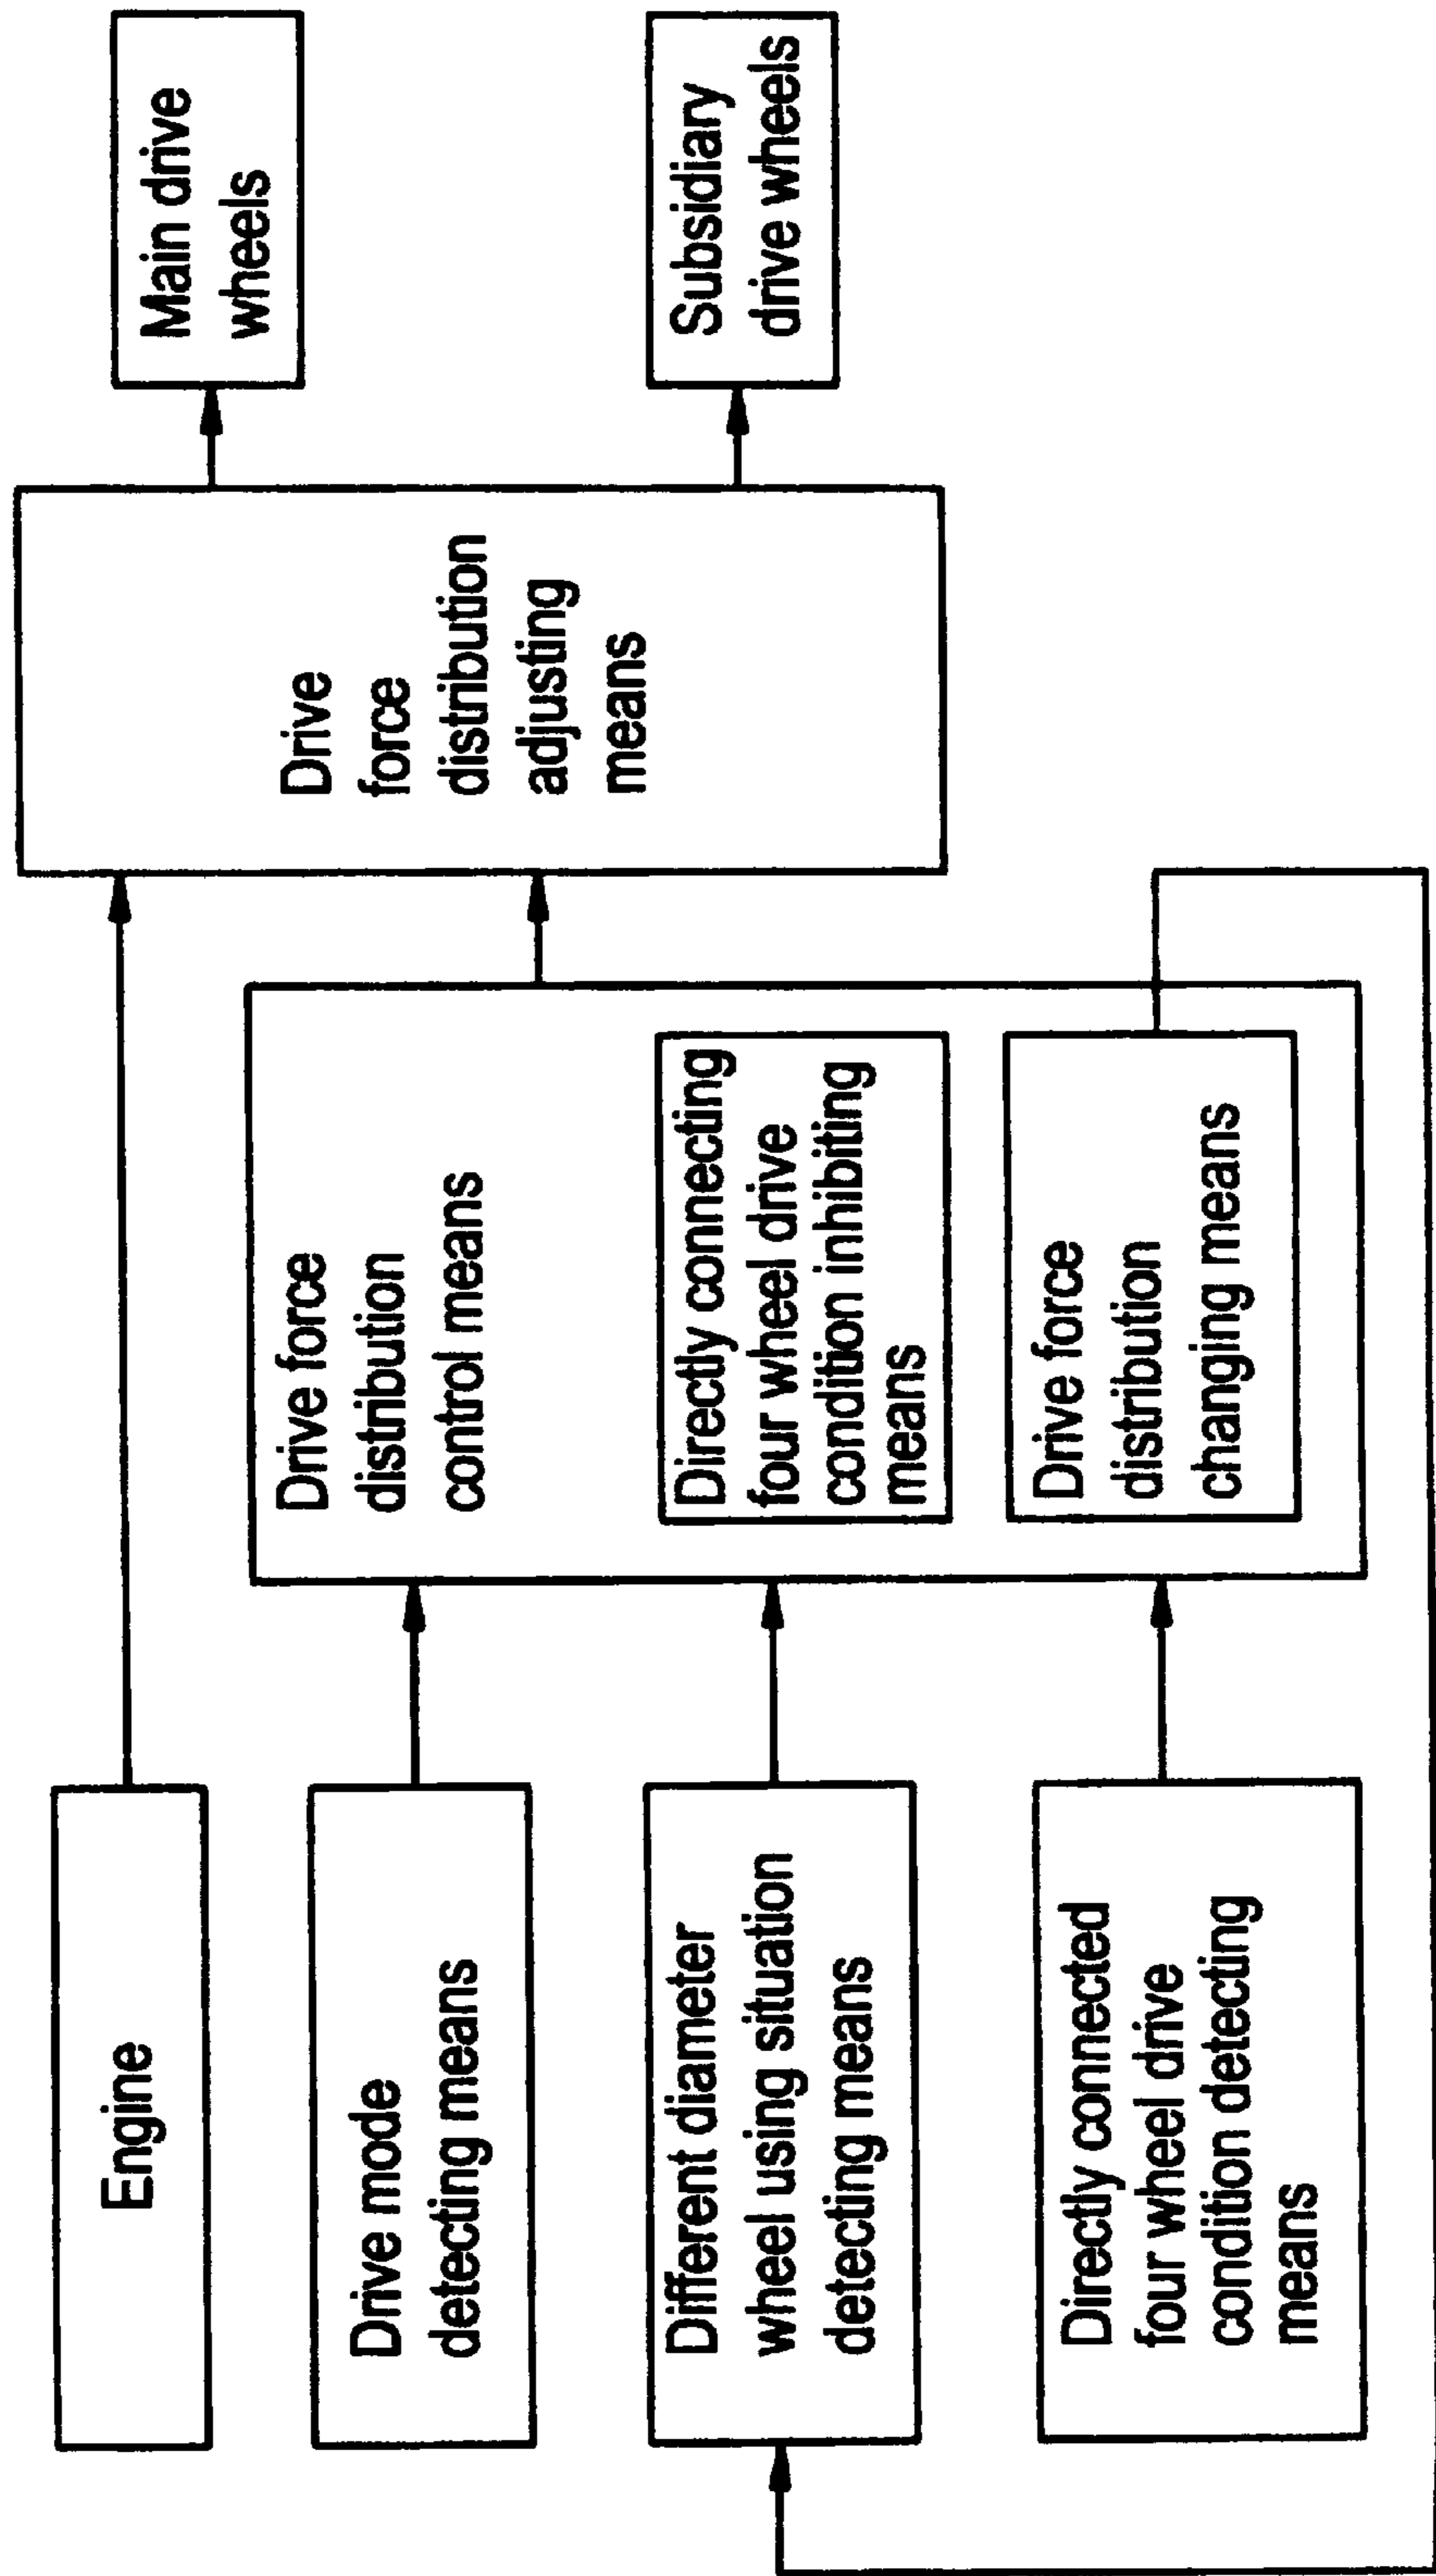 Engine
Drive mode
detecting means
Different diameter
wheel using situation
detecting means
Directly connected
four wheel drive
condition detecting
means
Drive force
distribution
control means
Directly connecting
four wheel drive
condition inhibiting
means
Drive force
distribution
changing means
Drive
force
distribution
adjusting
means
Main drive
wheels
Subsidiary
drive wheels